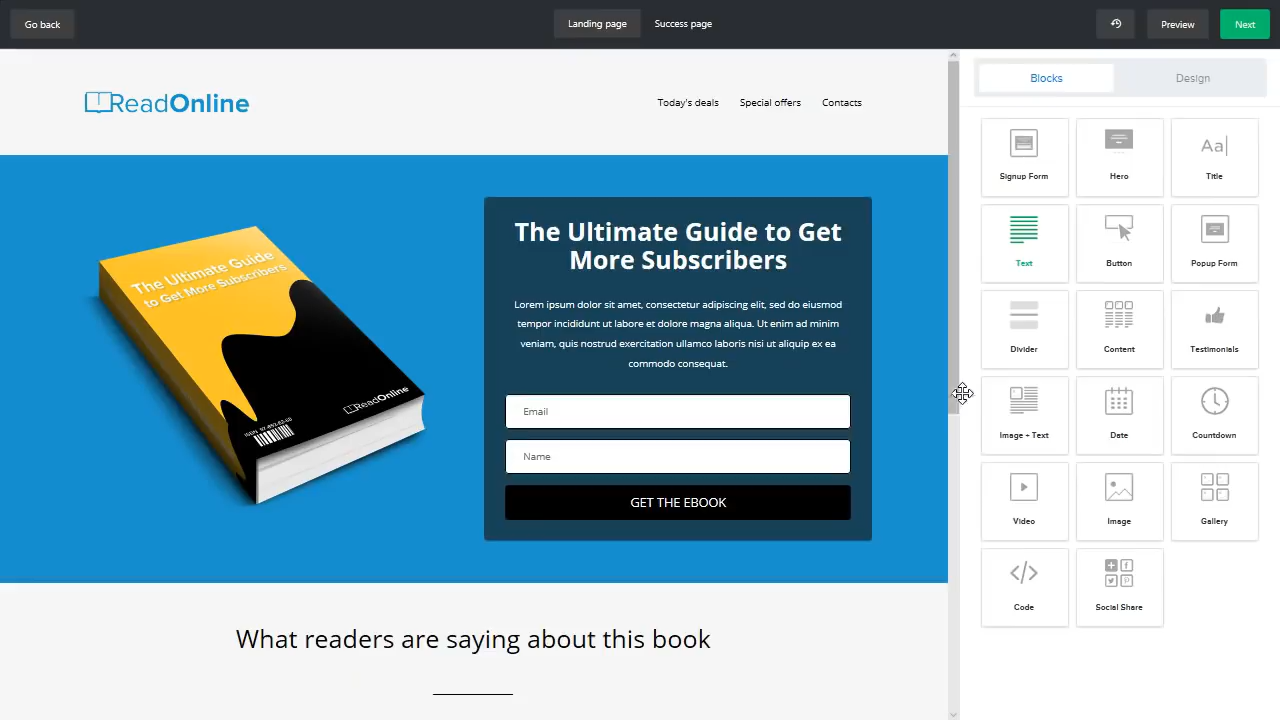 Go back
Landing page
Success page
Preview
Next
ReadOnline
Today's deals
Special offers
Contacts
The Ultimate Guide
to Get More Subscribers
ReadOnline
The Ultimate Guide to Get
More Subscribers
Lorem ipsum dolor sit amet, consectetur adipiscing elit, sed do eiusmod
tempor incididunt ut labore et dolore magna aliqua. Ut enim ad minim
veniam, quis nostrud exercitation ullamco laboris nisi ut aliquip ex ea
commodo consequat.
Email
Name
GET THE EBOOK
What readers are saying about this book
Blocks
Design
Signup Form
Hero
Aa
Title
Text
Button
Popup Form
Divider
Content
Testimonials
Image + Text
Date
Countdown
Video
Image
Gallery
Code
Social Share